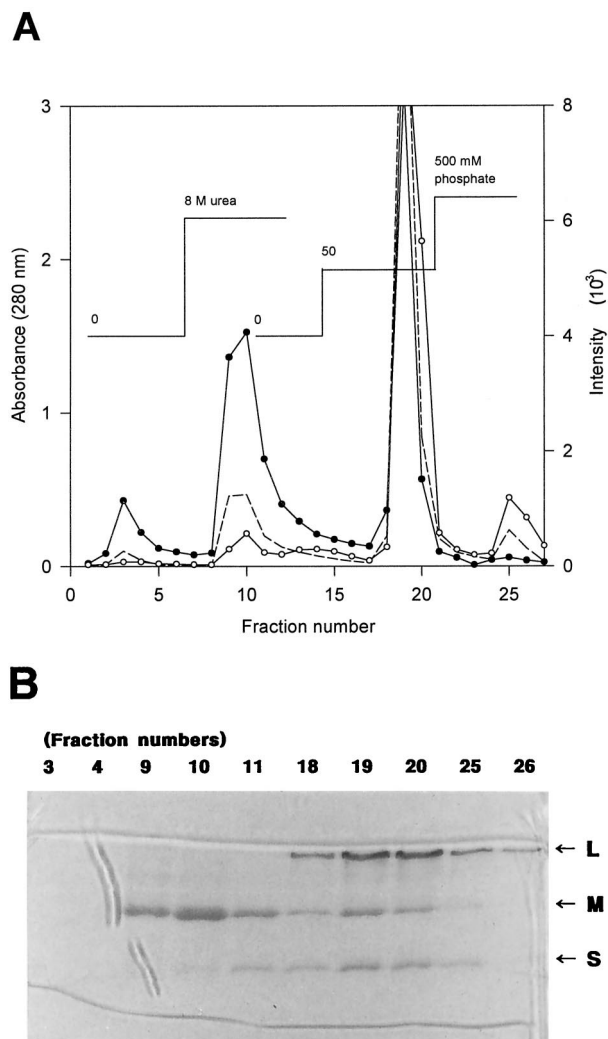 A
3
8
500 mM
phosphate
8 M urea
6
2
50
0
0
4
Absorbance (280 nm)
Intensity (10³)
1
2
0
0
0
5
10
15
20
25
Fraction number
B
(Fraction numbers)
3 4 9 10 11 18 19 20 25 26
← L
← M
← S